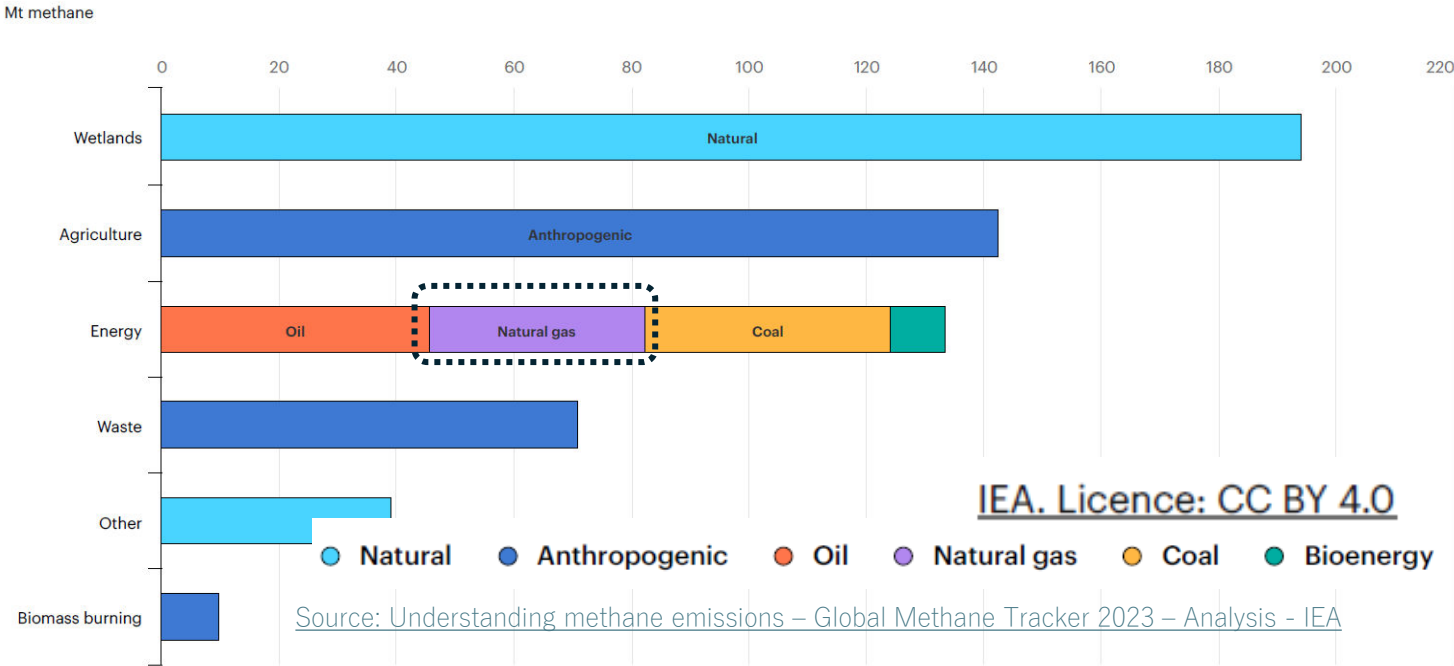 Mt methane
0 20 40 60 80 100 120 140 160 180 200 220
Wetlands Natural
Agriculture Anthropogenic
Energy Oil Natural gas Coal
Waste
Other
IEA. Licence: CC BY 4.0
Natural Anthropogenic Oil Natural gas Coal Bioenergy
Biomass burning
Source: Understanding methane emissions – Global Methane Tracker 2023 – Analysis - IEA